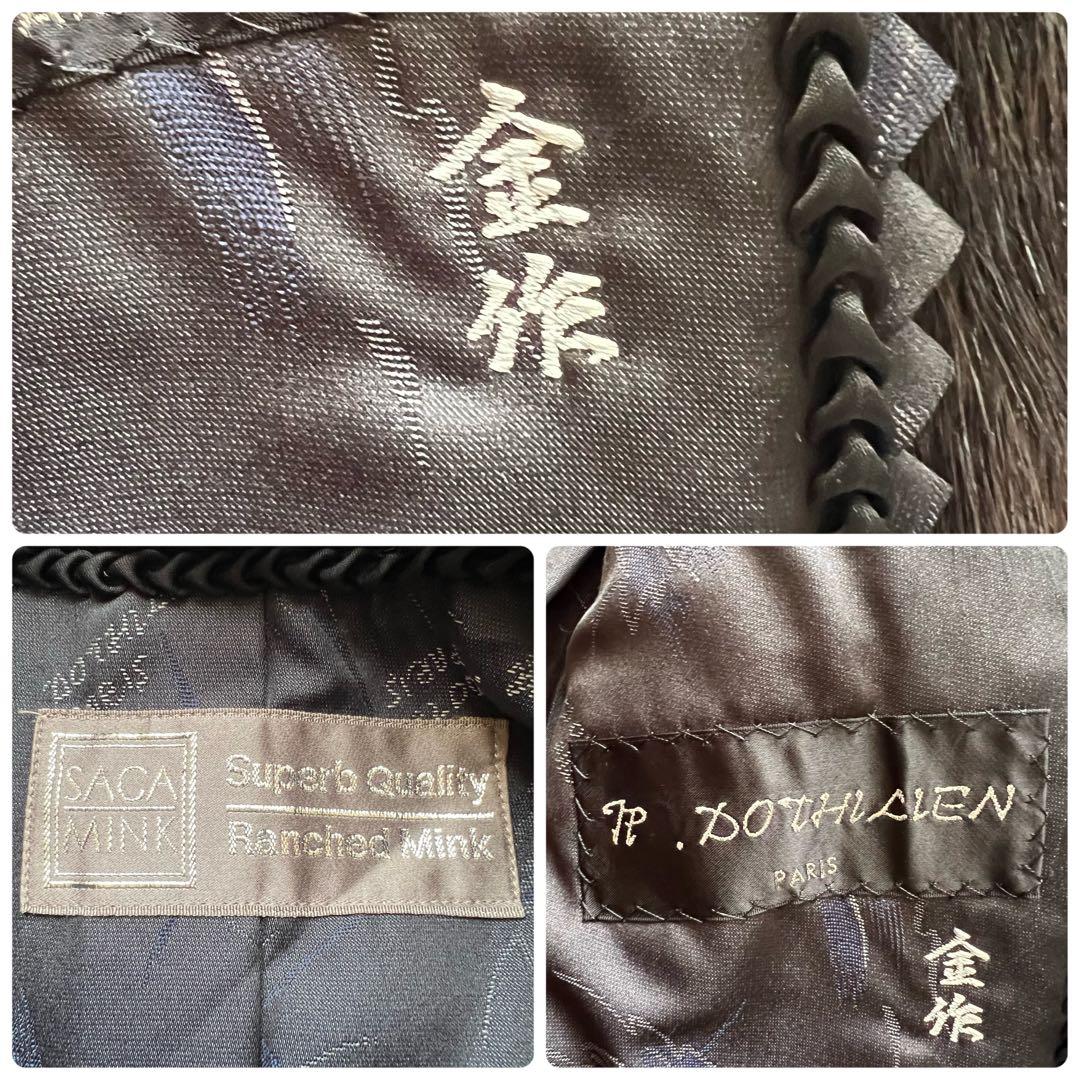 金作
SAGA
MINK
Superb Quality
Ranched Mink
P. DOTHILLIEN
PARIS
金作